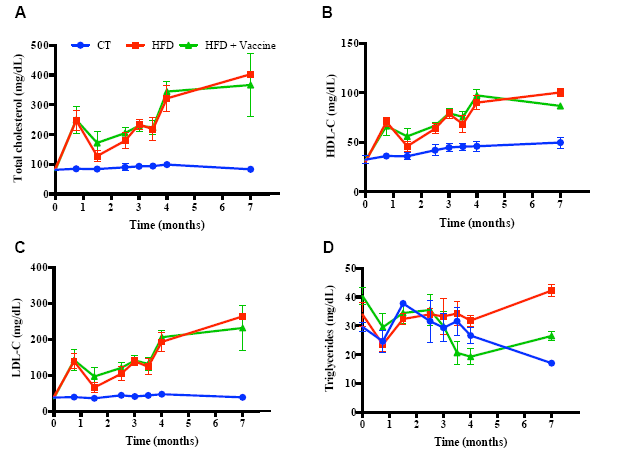 A
CT HFD HFD + Vaccine
Total cholesterol (mg/dL)
500
400
300
200
100
0
0 1 2 3 4 5 6 7
Time (months)
B
HDL-C (mg/dL)
150
100
50
0
0 1 2 3 4 5 6 7
Time (months)
C
LDL-C (mg/dL)
400
300
200
100
0
0 1 2 3 4 5 6 7
Time (months)
D
Triglycerides (mg/dL)
50
40
30
20
10
0
0 1 2 3 4 5 6 7
Time (months)